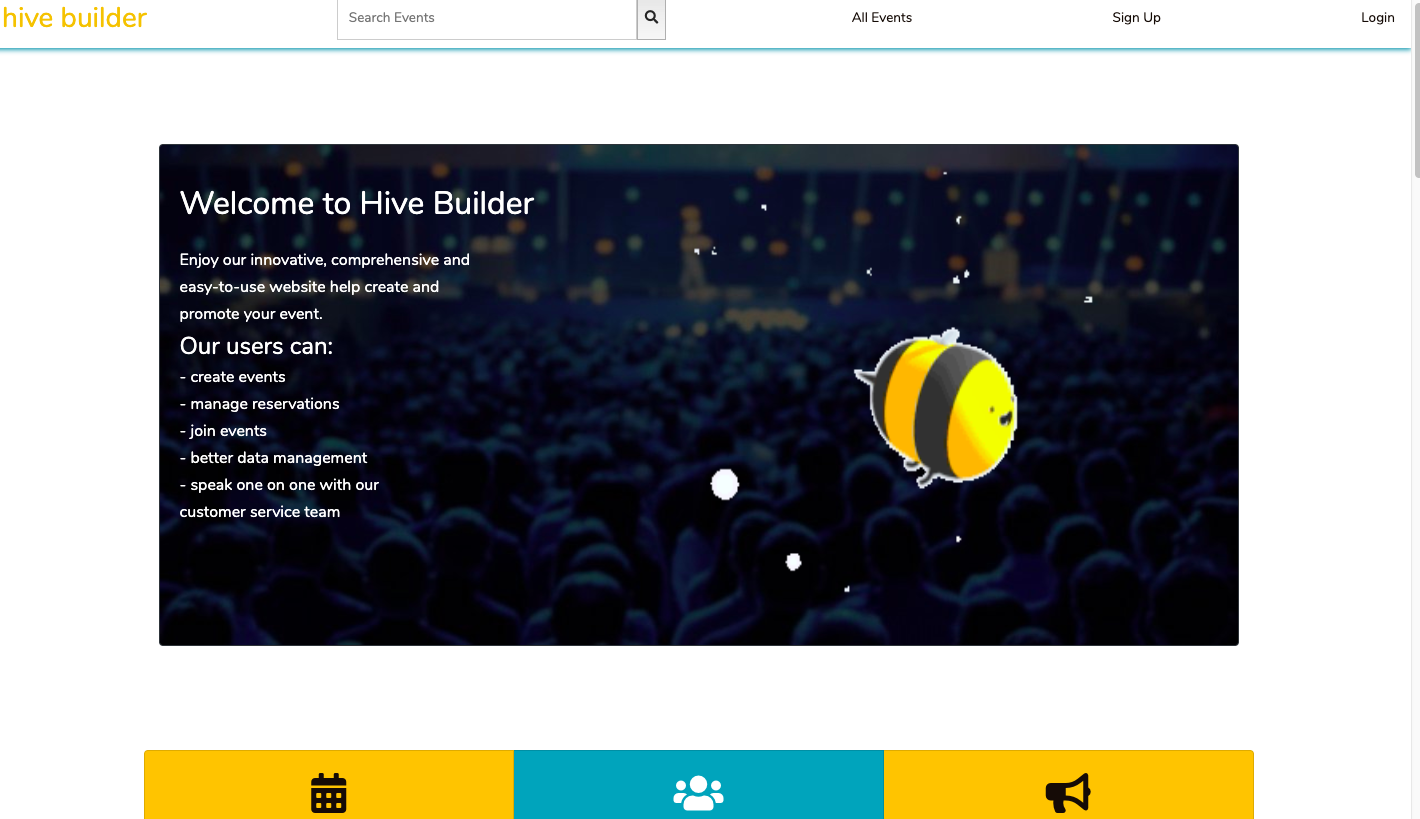 hive builder
Search Events
All Events
Sign Up
Login
Welcome to Hive Builder
Enjoy our innovative, comprehensive and
easy-to-use website help create and
promote your event.
Our users can:
- create events
- manage reservations
- join events
- better data management
- speak one on one with our
customer service team